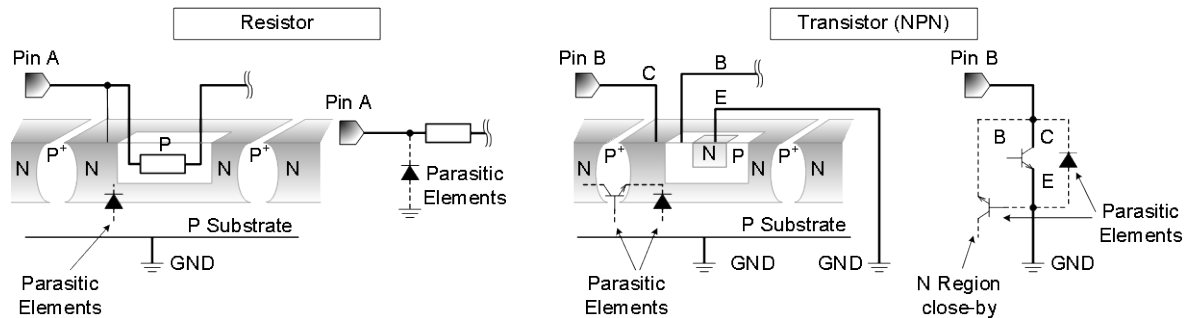 Resistor
Transistor (NPN)
Pin A
Pin B
C
B
E
Pin B
Pin A
N
P+
N
P
P+
N
N
P+
N
N
P
P+
N
B
C
E
Parasitic
Elements
P Substrate
GND
Parasitic
Elements
P Substrate
GND
GND
Parasitic
Elements
Parasitic
Elements
GND
N Region
close-by